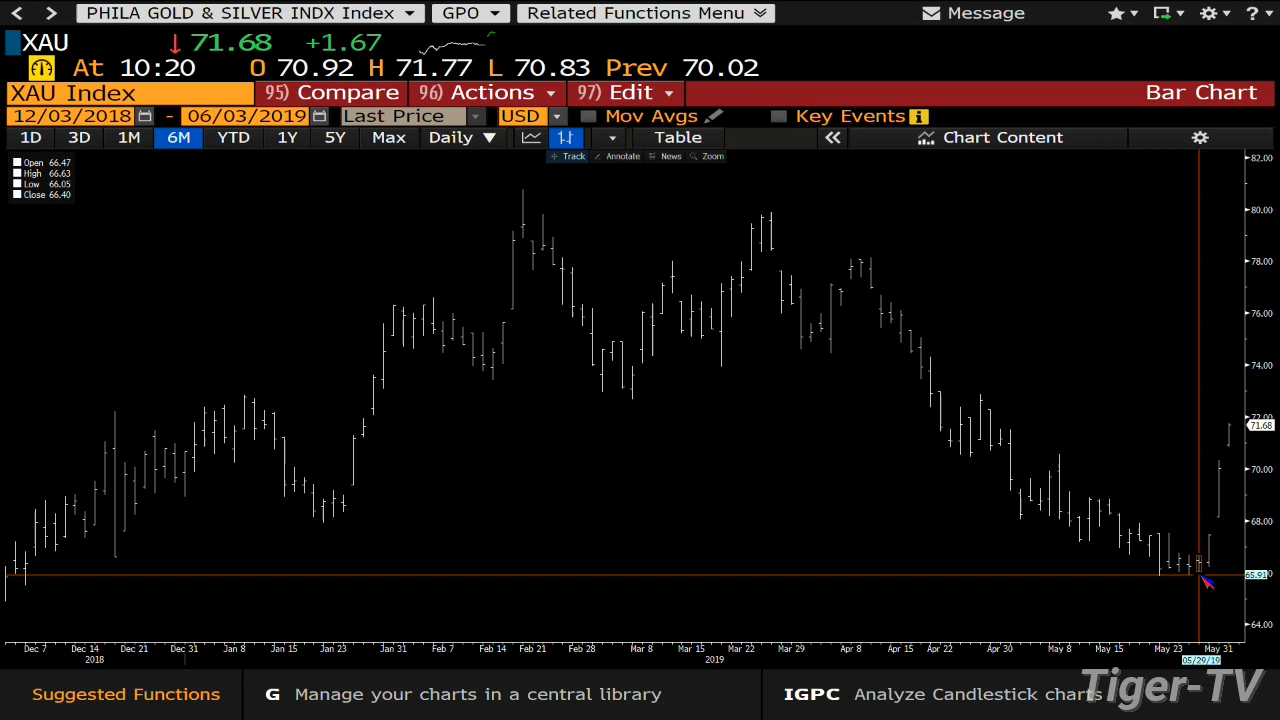 PHILA GOLD & SILVER INDX Index GPO Related Functions Menu Message ?
XAU 71.68 +1.67
At 10:20 O 70.92 H 71.77 L 70.83 Prev 70.02
XAU Index 95) Compare 96) Actions 97) Edit Bar Chart
12/03/2018 - 06/03/2019 Last Price USD Mov Avgs Key Events
1D 3D 1M 6M YTD 1Y 5Y Max Daily Table Chart Content
Track Annotate News Zoom
Open 66.47
High 66.63
Low 66.05
Close 66.40
82.00
80.00
78.00
76.00
74.00
72.00
71.68
70.00
68.00
65.91
64.00
Dec 7 Dec 14 Dec 21 Dec 31 Jan 8 Jan 15 Jan 23 Jan 31 Feb 7 Feb 14 Feb 21 Feb 28 Mar 8 Mar 15 Mar 22 Mar 29 Apr 8 Apr 15 Apr 22 Apr 30 May 8 May 15 May 23 May 31
2018 2019 05/29/19
Suggested Functions G Manage your charts in a central library IGPC Analyze Candlestick charts
Tiger-TV